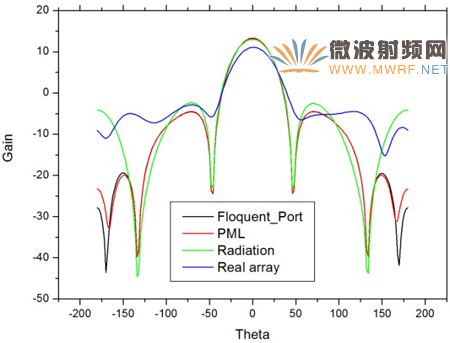 20
10
0
-10
-20
-30
-40
-50
Gain
微波射频网
WWW.MWRF.NET
Floquent_Port
PML
Radiation
Real array
-200 -150 -100 -50 0 50 100 150 200
Theta